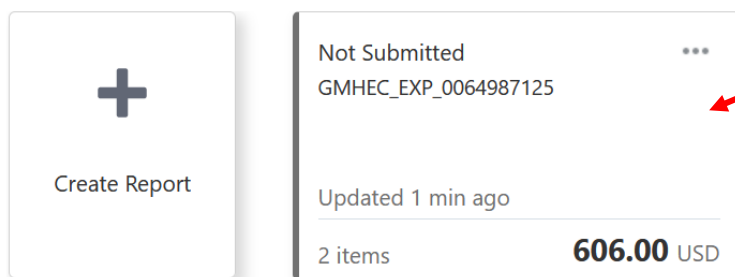 Create Report
Not Submitted
GMHEC_EXP_0064987125
Updated 1 min ago
2 items
606.00 USD